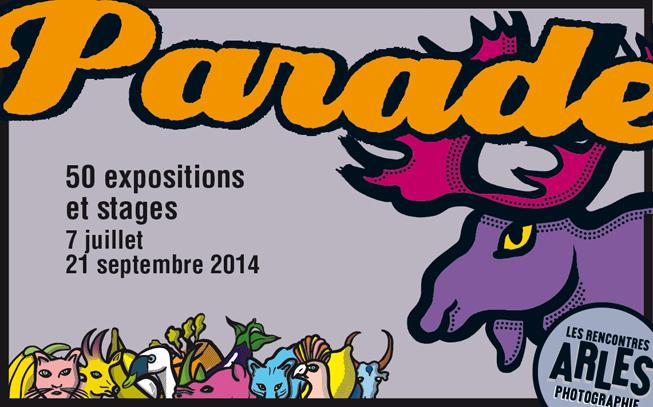 Parade
50 expositions
et stages
7 juillet
21 septembre 2014
LES RENCONTRES
ARLES
PHOTOGRAPHIE